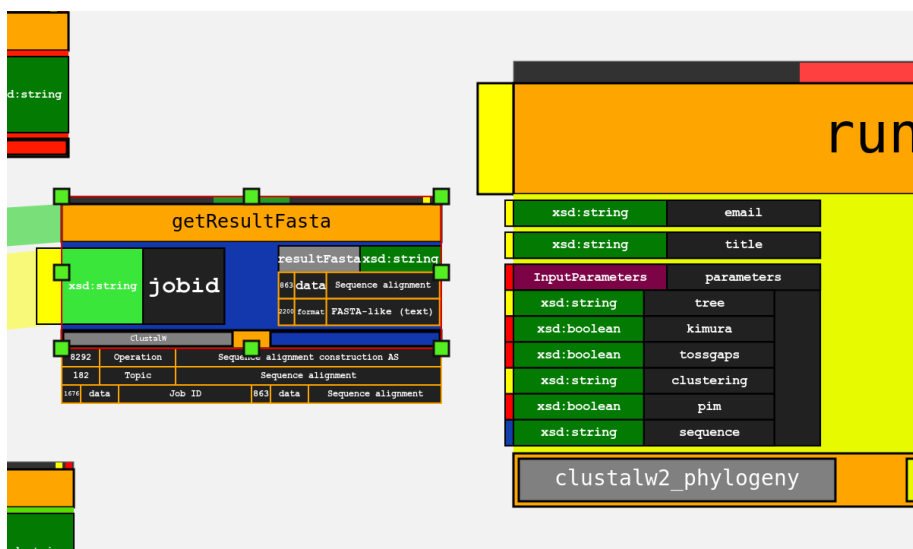 d:string
getResultFasta
xsd:string jobid
resultFasta xsd:string
863 data Sequence alignment
2200 format FASTA-like (text)
ClustalW
8292 Operation Sequence alignment construction AS
182 Topic Sequence alignment
1676 data Job ID 863 data Sequence alignment
run
xsd:string email
xsd:string title
InputParameters parameters
xsd:string tree
xsd:boolean kimura
xsd:boolean tossgaps
xsd:string clustering
xsd:boolean pim
xsd:string sequence
clustalw2_phylogeny